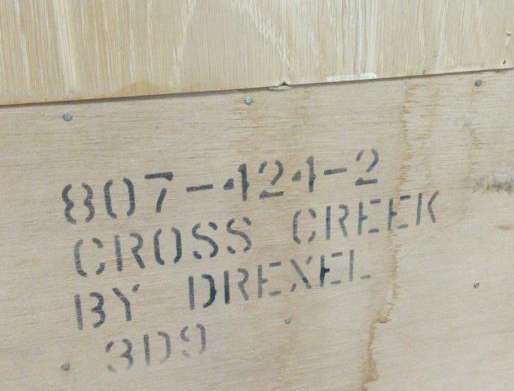 807-424-2
CROSS CREEK
BY DREXEL
3D9